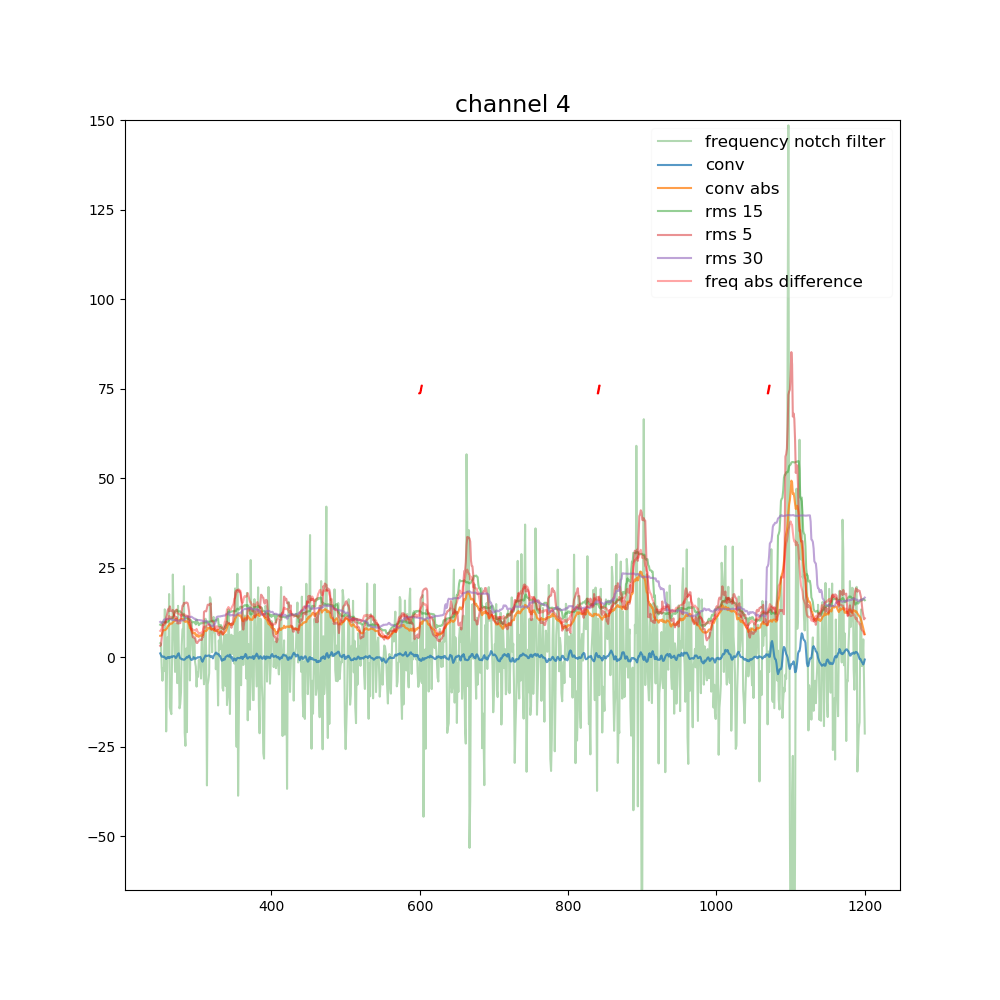 channel 4
150
125
100
75
50
25
0
−25
−50
frequency notch filter
conv
conv abs
rms 15
rms 5
rms 30
freq abs difference
400
600
800
1000
1200